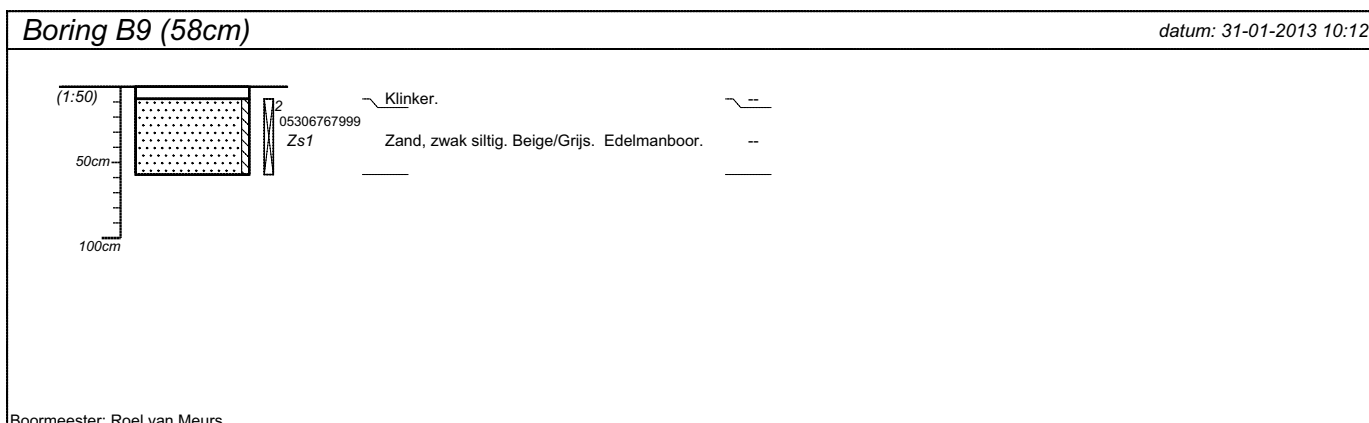 Boring B9 (58cm) datum: 31-01-2013 10:12
(1:50)
2
Klinker. --
05306767999
Zs1 Zand, zwak siltig. Beige/Grijs. Edelmanboor. --
50cm
100cm
Boormeester: Roel van Meurs